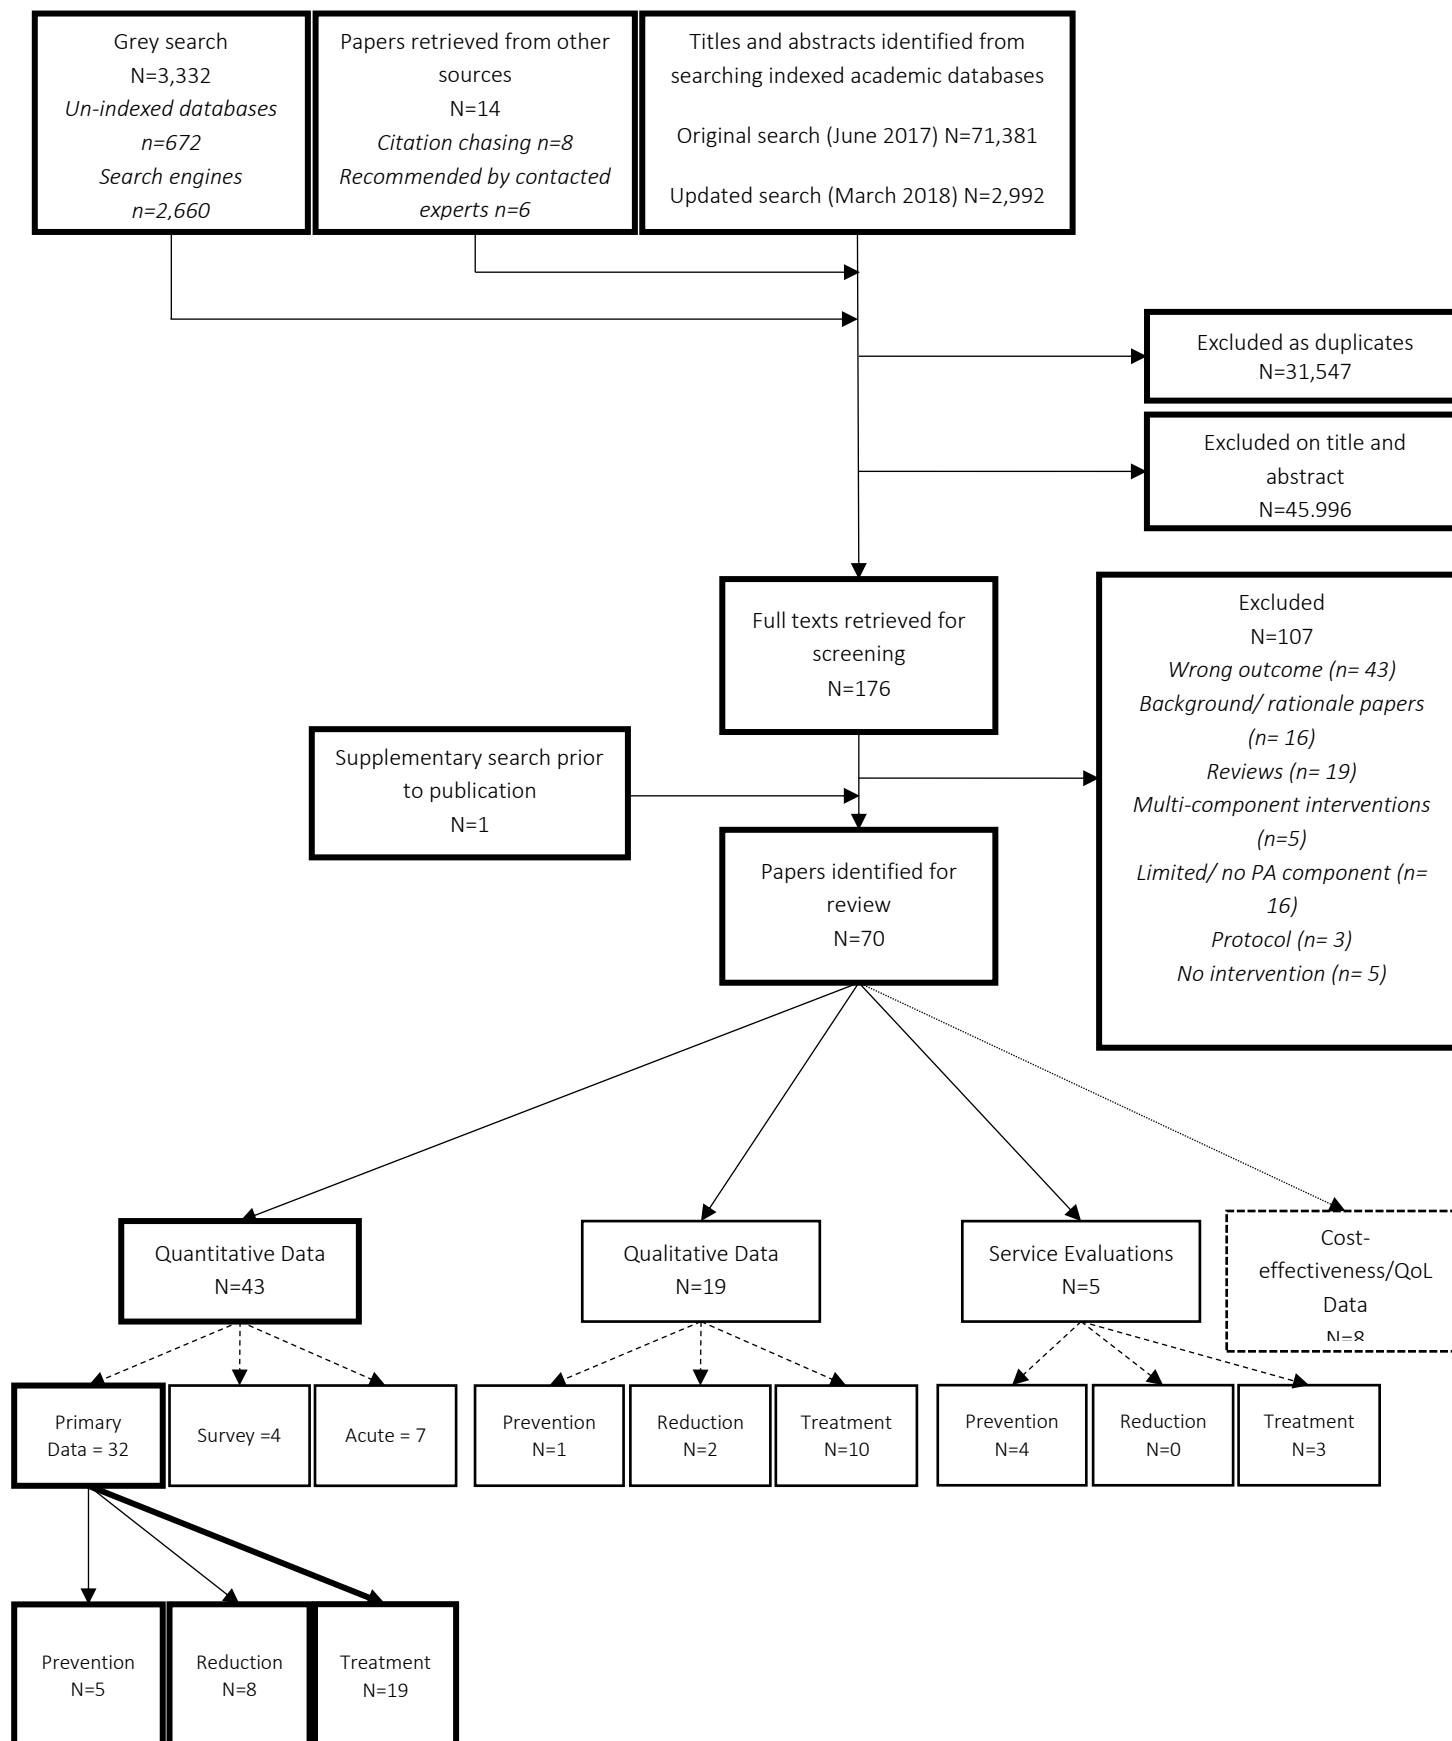 Grey search
N=3,332
Un-indexed databases
n=672
Search engines
n=2,660
Papers retrieved from other
sources
N=14
Citation chasing n=8
Recommended by contacted
experts n=6
Titles and abstracts identified from
searching indexed academic databases
Original search (June 2017) N=71,381
Updated search (March 2018) N=2,992
Excluded as duplicates
N=31,547
Excluded on title and
abstract
N=45.996
Full texts retrieved for
screening
N=176
Excluded
N=107
Wrong outcome (n= 43)
Background/ rationale papers
(n= 16)
Reviews (n= 19)
Multi-component interventions
(n=5)
Limited/ no PA component (n=
16)
Protocol (n= 3)
No intervention (n= 5)
Supplementary search prior
to publication
N=1
Papers identified for
review
N=70
Quantitative Data
N=43
Qualitative Data
N=19
Service Evaluations
N=5
Cost-
effectiveness/QoL
Data
N=8
Primary
Data = 32
Survey =4
Acute = 7
Prevention
N=1
Reduction
N=2
Treatment
N=10
Prevention
N=4
Reduction
N=0
Treatment
N=3
Prevention
N=5
Reduction
N=8
Treatment
N=19